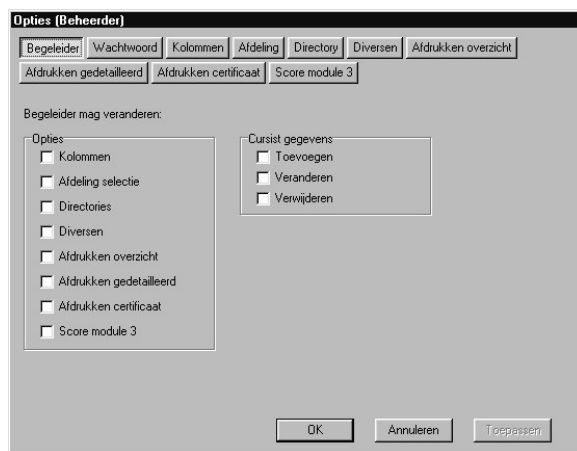 Opties (Beheerder)
Begeleider Wachtwoord Kolommen Afdeling Directory Diversen Afdrukken overzicht
Afdrukken gedetailleerd Afdrukken certificaat Score module 3
Begeleider mag veranderen:
Opties
Kolommen
Afdeling selectie
Directories
Diversen
Afdrukken overzicht
Afdrukken gedetailleerd
Afdrukken certificaat
Score module 3
Cursist gegevens
Toevoegen
Veranderen
Verwijderen
OK Annuleren Toepassen